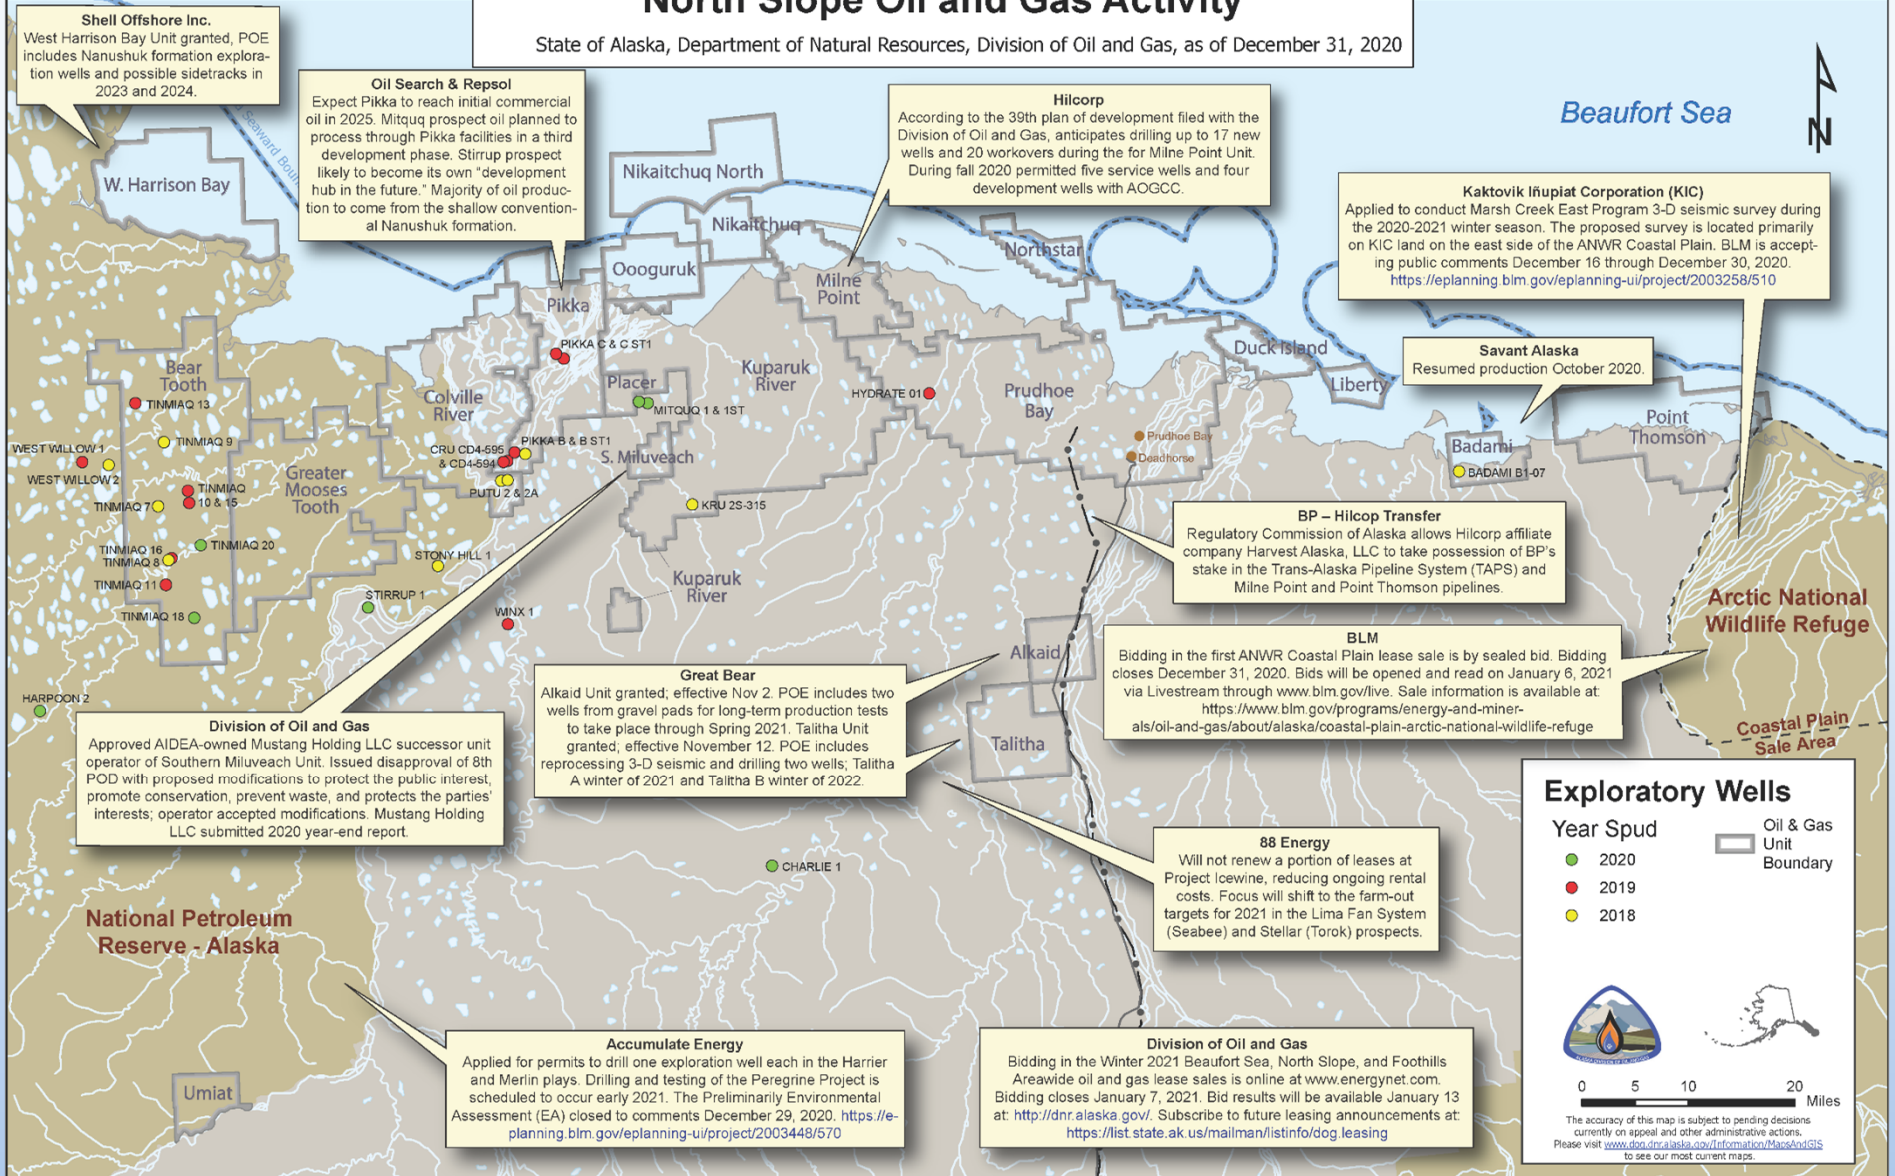 North Slope Oil and Gas Activity
State of Alaska, Department of Natural Resources, Division of Oil and Gas, as of December 31, 2020
Shell Offshore Inc.
West Harrison Bay Unit granted, POE
includes Nanushuk formation explora-
tion wells and possible sidetracks in
2023 and 2024.
Oil Search & Repsol
Expect Pikka to reach initial commercial
oil in 2025. Mitquq prospect oil planned to
process through Pikka facilities in a third
development phase. Stirrup prospect
likely to become its own "development
hub in the future." Majority of oil produc-
tion to come from the shallow convention-
al Nanushuk formation.
Hilcorp
According to the 39th plan of development filed with the
Division of Oil and Gas, anticipates drilling up to 17 new
wells and 20 workovers during the for Milne Point Unit.
During fall 2020 permitted five service wells and four
development wells with AOGCC.
Beaufort Sea
N
Kaktovik Iñupiat Corporation (KIC)
Applied to conduct Marsh Creek East Program 3-D seismic survey during
the 2020-2021 winter season. The proposed survey is located primarily
on KIC land on the east side of the ANWR Coastal Plain. BLM is accept-
ing public comments December 16 through December 30, 2020.
https://eplanning.blm.gov/eplanning-ui/project/2003258/510
Savant Alaska
Resumed production October 2020.
Seaward Boun
W. Harrison Bay
Nikaitchuq North
Nikaitchuq
Oooguruk
Northstar
Milne
Point
Pikka
PIKKA C & C ST1
Duck Island
Liberty
Bear
Tooth
TINMIAQ 13
Colville
River
Placer
MITQUQ 1 & 1ST
Kuparuk
River
HYDRATE 01
Prudhoe
Bay
Point
Thomson
TINMIAQ 9
WEST WILLOW 1
WEST WILLOW 2
CRU CD4-595
& CD4-594
PIKKA B & B ST1
S. Miluveach
Prudhoe Bay
Deadhorse
Badami
BADAMI B1-07
Greater
Mooses
Tooth
TINMIAQ
10 & 15
TINMIAQ 7
PUTU 2 & 2A
KRU 2S-315
TINMIAQ 20
TINMIAQ 16
TINMIAQ 8
STONY HILL 1
TINMIAQ 11
STIRRUP 1
TINMIAQ 18
WINX 1
Kuparuk
River
BP – Hilcop Transfer
Regulatory Commission of Alaska allows Hilcorp affiliate
company Harvest Alaska, LLC to take possession of BP's
stake in the Trans-Alaska Pipeline System (TAPS) and
Milne Point and Point Thomson pipelines.
Arctic National
Wildlife Refuge
BLM
Bidding in the first ANWR Coastal Plain lease sale is by sealed bid. Bidding
closes December 31, 2020. Bids will be opened and read on January 6, 2021
via Livestream through www.blm.gov/live. Sale information is available at:
https://www.blm.gov/programs/energy-and-miner-
als/oil-and-gas/about/alaska/coastal-plain-arctic-national-wildlife-refuge
Coastal Plain
Sale Area
Alkaid
Talitha
HARPOON 2
Great Bear
Alkaid Unit granted; effective Nov 2. POE includes two
wells from gravel pads for long-term production tests
to take place through Spring 2021. Talitha Unit
granted; effective November 12. POE includes
reprocessing 3-D seismic and drilling two wells; Talitha
A winter of 2021 and Talitha B winter of 2022.
Division of Oil and Gas
Approved AIDEA-owned Mustang Holding LLC successor unit
operator of Southern Miluveach Unit. Issued disapproval of 8th
POD with proposed modifications to protect the public interest,
promote conservation, prevent waste, and protects the parties'
interests; operator accepted modifications. Mustang Holding
LLC submitted 2020 year-end report.
CHARLIE 1
88 Energy
Will not renew a portion of leases at
Project Icewine, reducing ongoing rental
costs. Focus will shift to the farm-out
targets for 2021 in the Lima Fan System
(Seabee) and Stellar (Torok) prospects.
National Petroleum
Reserve - Alaska
Umiat
Accumulate Energy
Applied for permits to drill one exploration well each in the Harrier
and Merlin plays. Drilling and testing of the Peregrine Project is
scheduled to occur early 2021. The Preliminarily Environmental
Assessment (EA) closed to comments December 29, 2020. https://e-
planning.blm.gov/eplanning-ui/project/2003448/570
Division of Oil and Gas
Bidding in the Winter 2021 Beaufort Sea, North Slope, and Foothills
Areawide oil and gas lease sales is online at www.energynet.com.
Bidding closes January 7, 2021. Bid results will be available January 13
at: http://dnr.alaska.gov/. Subscribe to future leasing announcements at:
https://list.state.ak.us/mailman/listinfo/dog.leasing
Exploratory Wells
Year Spud
2020
2019
2018
Oil & Gas
Unit
Boundary
0 5 10 20
Miles
The accuracy of this map is subject to pending decisions
currently on appeal and other administrative actions.
Please visit www.dog.dnr.alaska.gov/Information/MapsAndGIS
to see our most current maps.